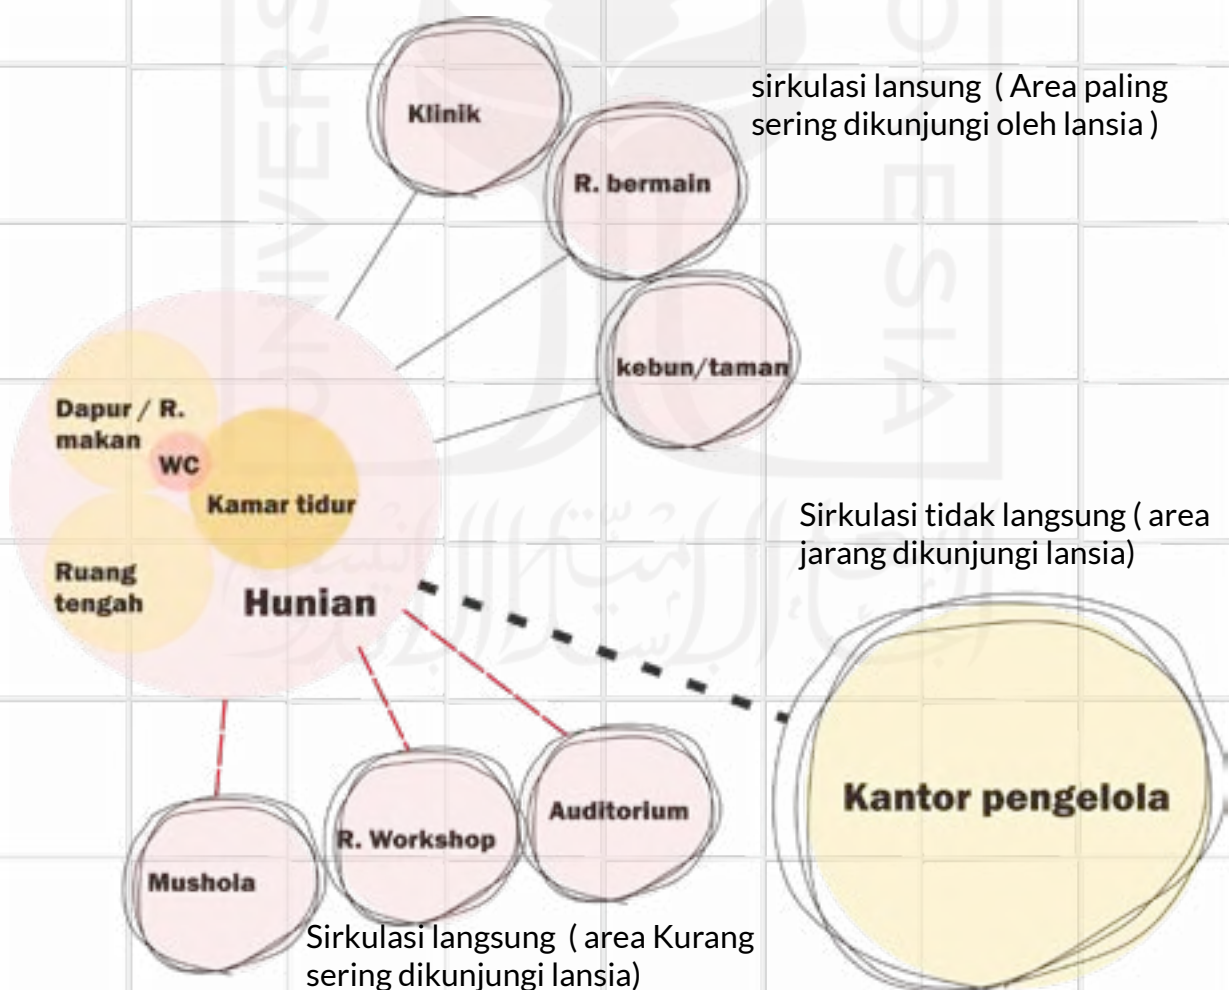 Klinik
sirkulasi lansung ( Area paling
sering dikunjungi oleh lansia )
R. bermain
kebun/taman
Dapur / R.
makan
WC
Kamar tidur
Ruang
tengah
Hunian
Sirkulasi tidak langsung ( area
jarang dikunjungi lansia)
Kantor pengelola
Auditorium
R. Workshop
Mushola
Sirkulasi langsung ( area Kurang
sering dikunjungi lansia)